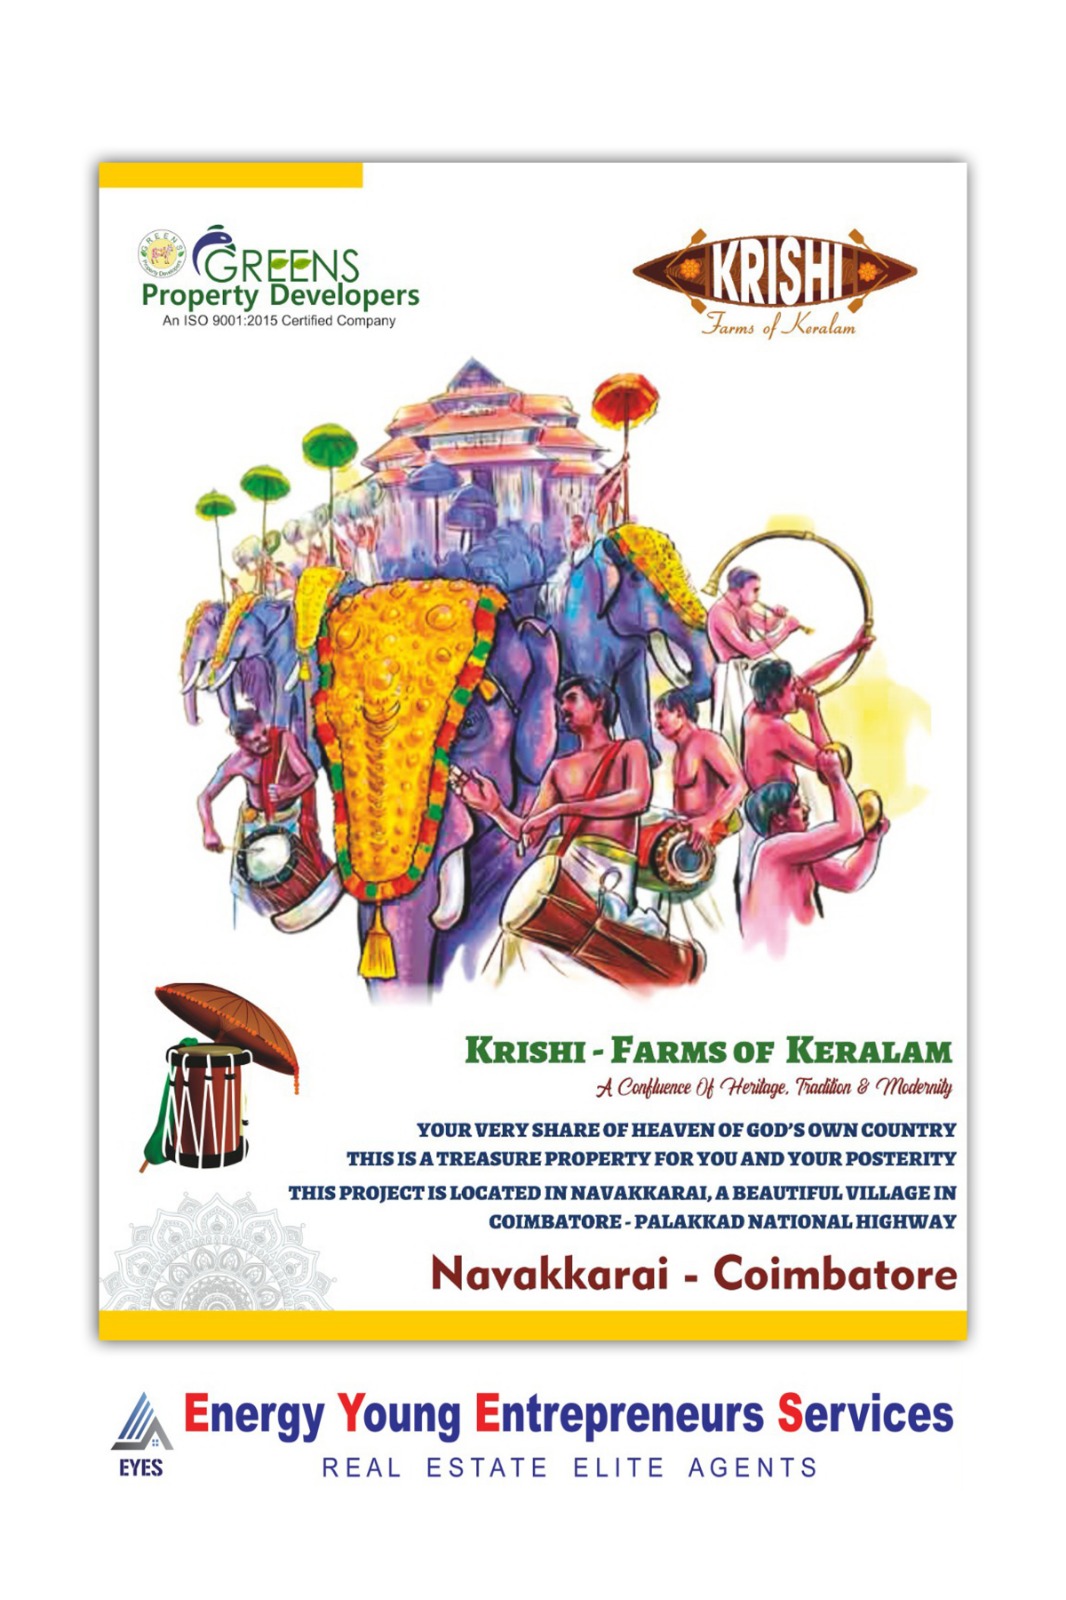 GREENS
Property Developers
GREENS
Property Developers
An ISO 9001:2015 Certified Company
KRISHI
Farms of Keralam
KRISHI - FARMS OF KERALAM
A Confluence Of Heritage, Tradition & Modernity
YOUR VERY SHARE OF HEAVEN OF GOD'S OWN COUNTRY
THIS IS A TREASURE PROPERTY FOR YOU AND YOUR POSTERITY
THIS PROJECT IS LOCATED IN NAVAKKARAI, A BEAUTIFUL VILLAGE IN
COIMBATORE - PALAKKAD NATIONAL HIGHWAY
Navakkarai - Coimbatore
Energy Young Entrepreneurs Services
EYES
REAL ESTATE ELITE AGENTS